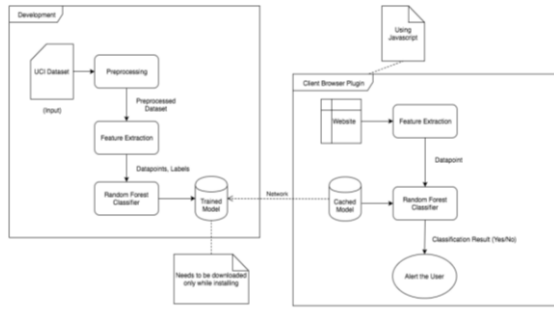 Development
UCI Dataset
(Input)
Preprocessing
Preprocessed
Dataset
Feature Extraction
Datapoints, Labels
Random Forest
Classifier
Trained
Model
Needs to be downloaded
only while installing
Network
Using
Javascript
Client Browser Plugin
Website
Feature Extraction
Datapoint
Cached
Model
Random Forest
Classifier
Classification Result (Yes/No)
Alert the User